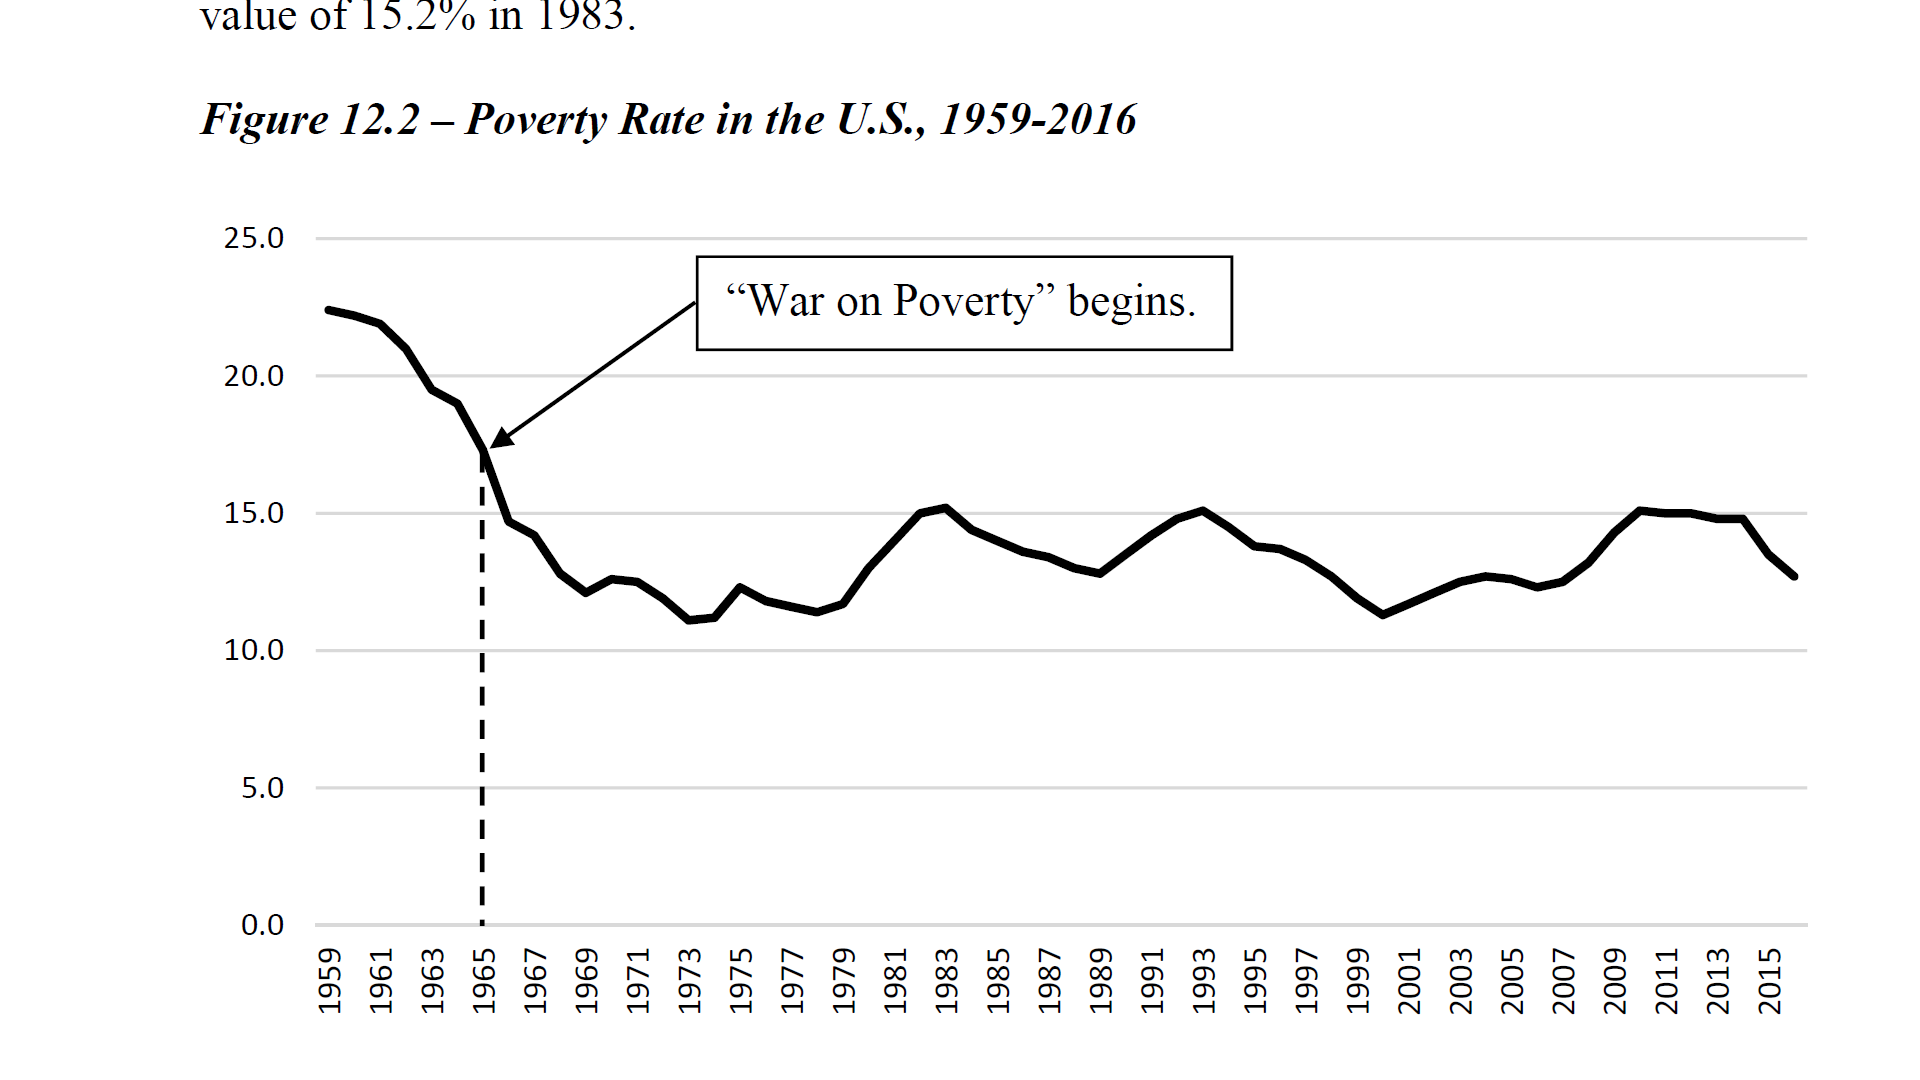 value of 15.2% in 1983.
Figure 12.2 – Poverty Rate in the U.S., 1959-2016
25.0
“War on Poverty” begins.
20.0
15.0
10.0
5.0
0.0
1959 1961 1963 1965 1967 1969 1971 1973 1975 1977 1979 1981 1983 1985 1987 1989 1991 1993 1995 1997 1999 2001 2003 2005 2007 2009 2011 2013 2015